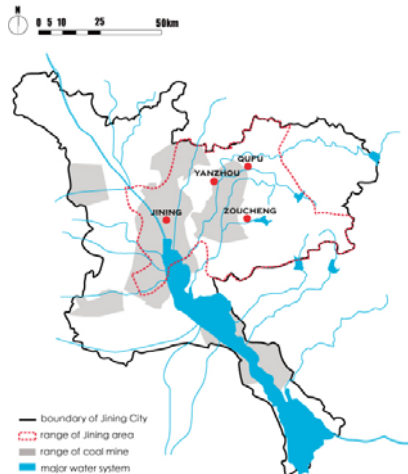 N
0 5 10 25 50km
QUFU
YANZHOU
JINING
ZOUCHENG
boundary of Jining City
range of Jining area
range of coal mine
major water system